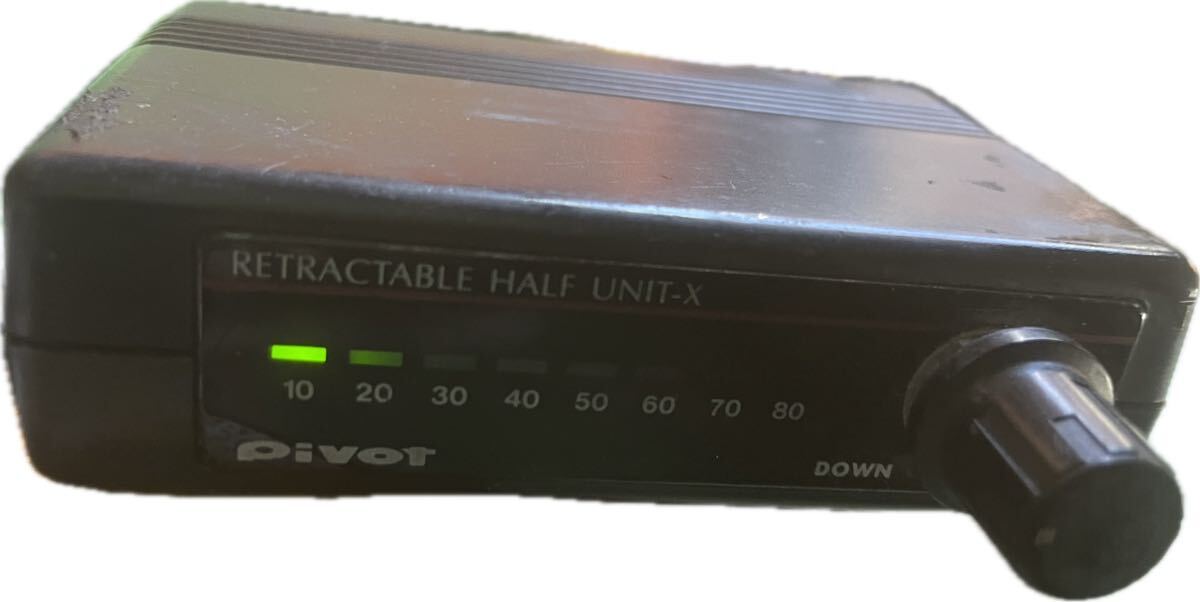 RETRACTABLE HALF UNIT-X
10 20 30 40 50 60 70 80
PiVOT
DOWN